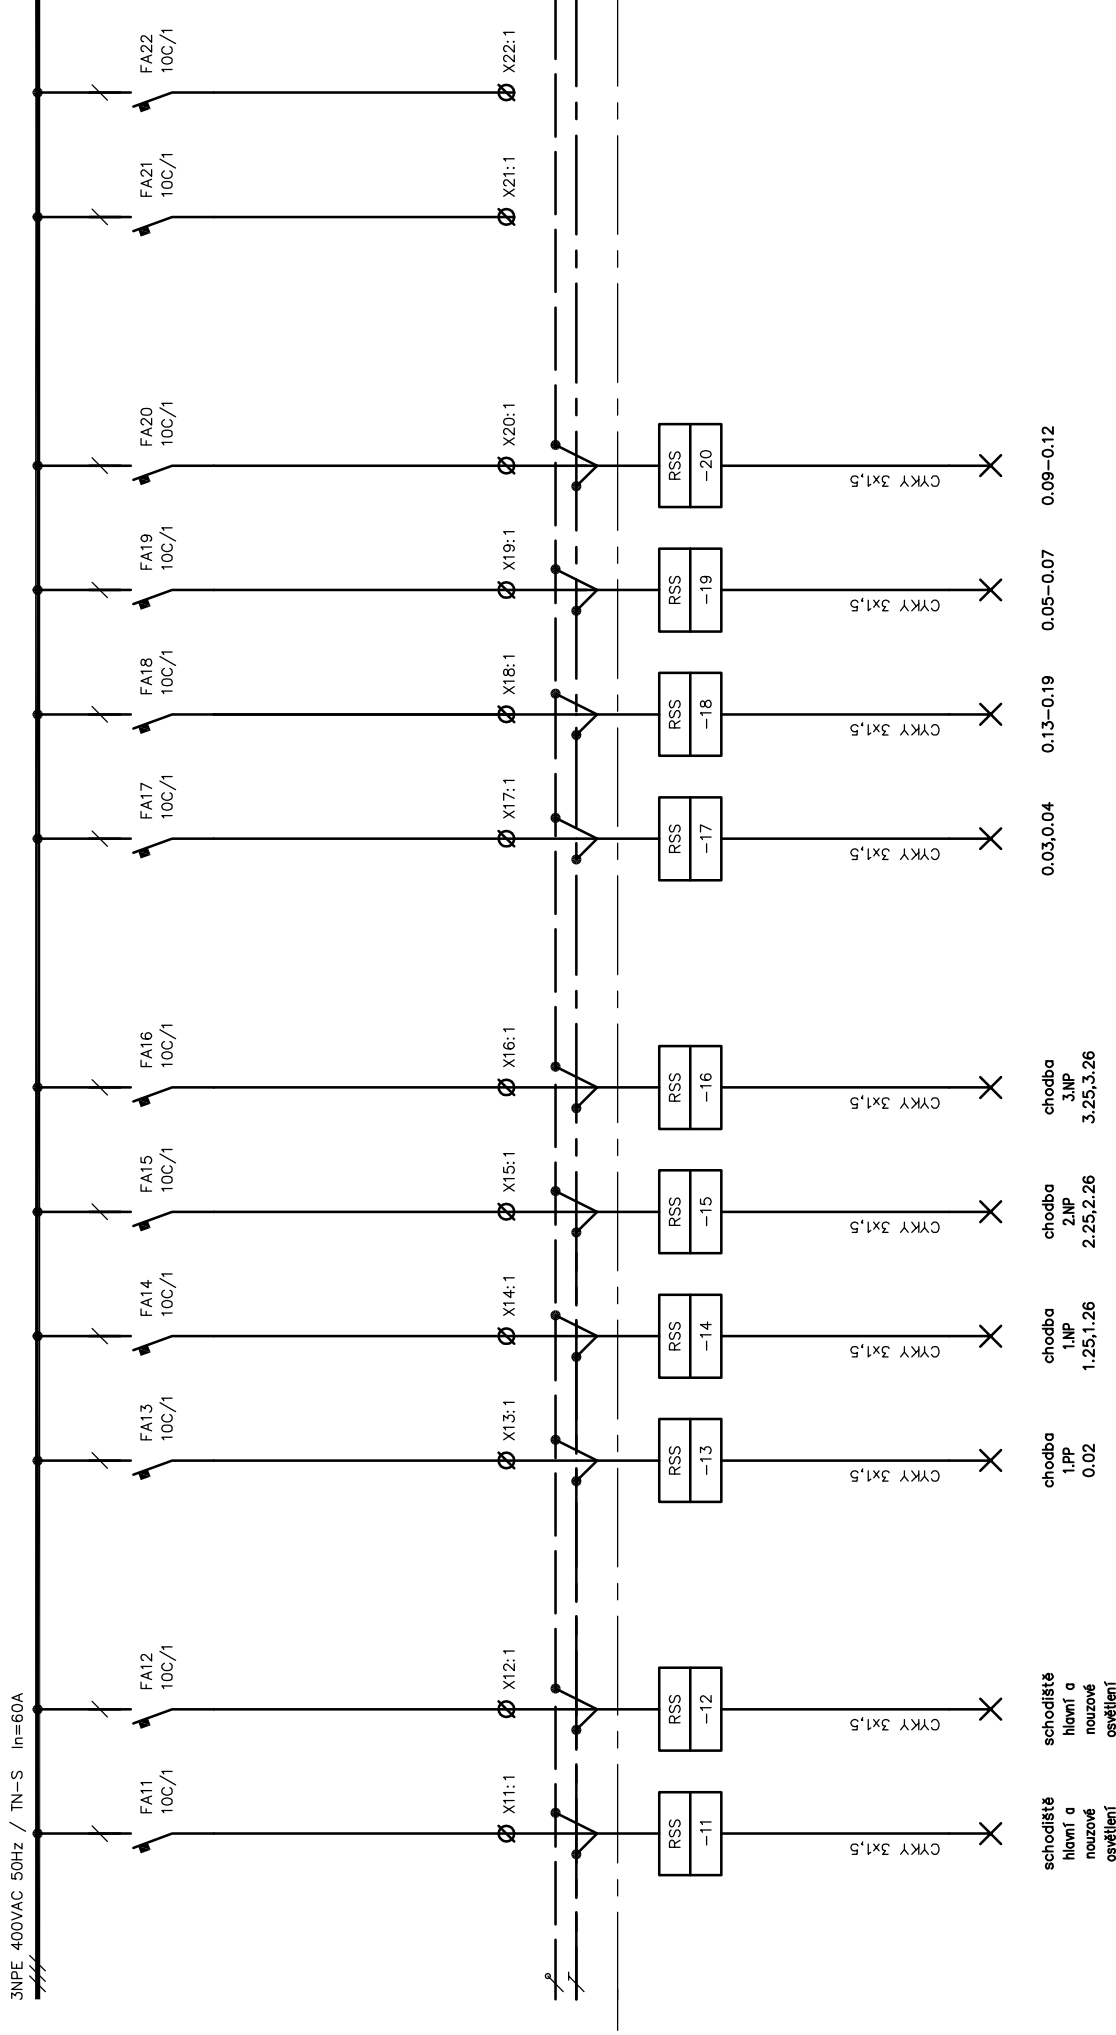 3NPE 400VAC 50Hz / TN-S In=60A
FA11
10C/1
X11:1
RSS
-11
CYKY 3x1,5
schodiště
hlavní a
nouzové
osvětlení
FA12
10C/1
X12:1
RSS
-12
CYKY 3x1,5
schodiště
hlavní a
nouzové
osvětlení
FA13
10C/1
X13:1
RSS
-13
CYKY 3x1,5
chodba
1.PP
0.02
FA14
10C/1
X14:1
RSS
-14
CYKY 3x1,5
chodba
1.NP
1.25,1.26
FA15
10C/1
X15:1
RSS
-15
CYKY 3x1,5
chodba
2.NP
2.25,2.26
FA16
10C/1
X16:1
RSS
-16
CYKY 3x1,5
chodba
3.NP
3.25,3.26
FA17
10C/1
X17:1
RSS
-17
CYKY 3x1,5
0.03,0.04
FA18
10C/1
X18:1
RSS
-18
CYKY 3x1,5
0.13-0.19
FA19
10C/1
X19:1
RSS
-19
CYKY 3x1,5
0.05-0.07
FA20
10C/1
X20:1
RSS
-20
CYKY 3x1,5
0.09-0.12
FA21
10C/1
X21:1
FA22
10C/1
X22:1